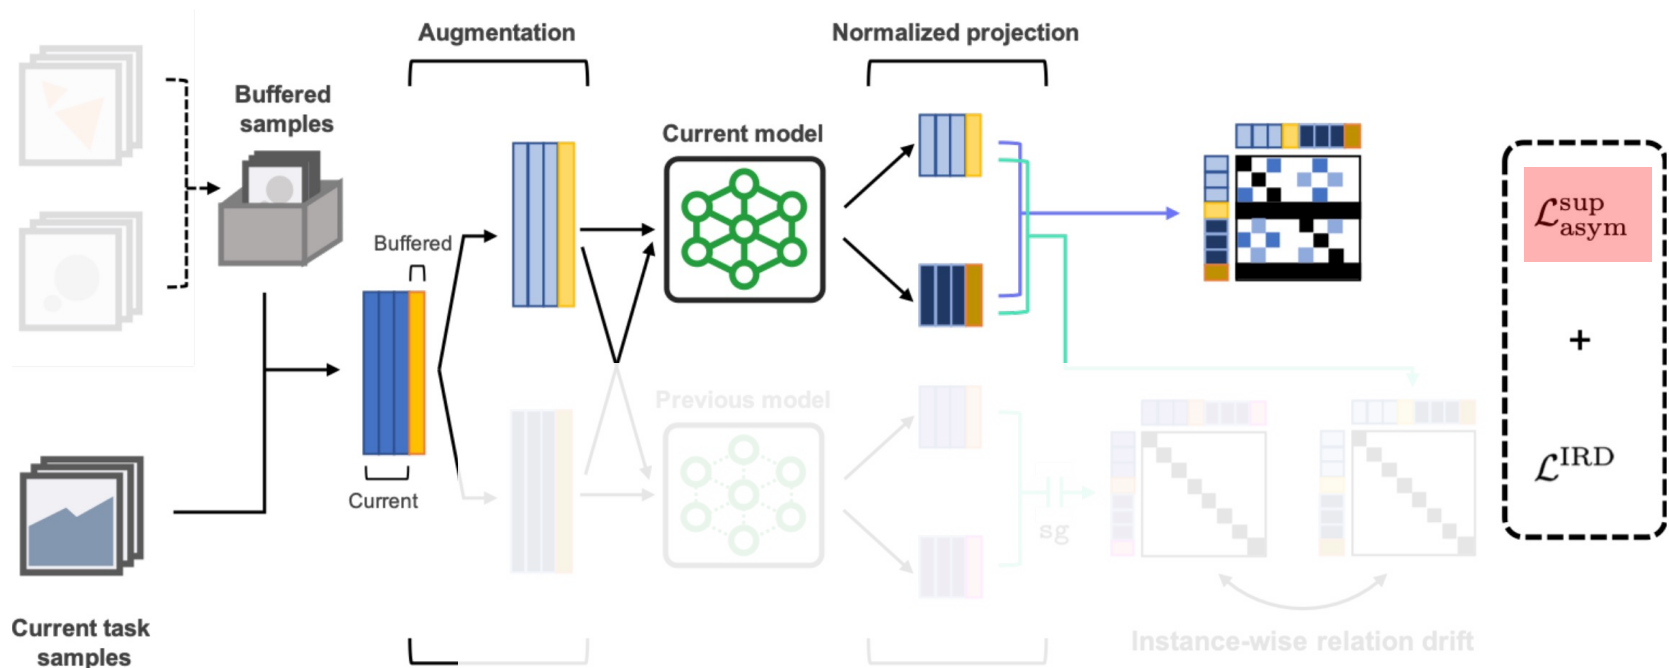 Augmentation
Normalized projection
Buffered
samples
Current model
Buffered
Current
Previous model
sg
Current task
samples
Instance-wise relation drift
ℒ^sup_asym
+
ℒ^IRD